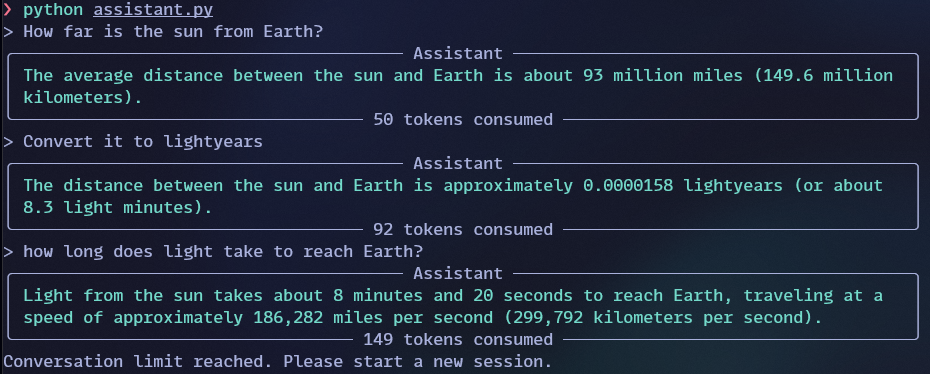 ❯ python assistant.py
> How far is the sun from Earth?
Assistant
The average distance between the sun and Earth is about 93 million miles (149.6 million
kilometers).
50 tokens consumed
> Convert it to lightyears
Assistant
The distance between the sun and Earth is approximately 0.0000158 lightyears (or about
8.3 light minutes).
92 tokens consumed
> how long does light take to reach Earth?
Assistant
Light from the sun takes about 8 minutes and 20 seconds to reach Earth, traveling at a
speed of approximately 186,282 miles per second (299,792 kilometers per second).
149 tokens consumed
Conversation limit reached. Please start a new session.